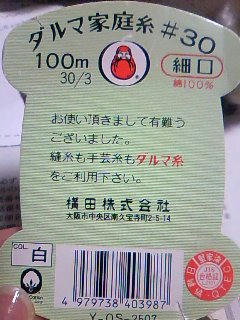 ダルマ家庭糸 #30
100m
30/3
細口
綿100%
お使い頂きまして有難う
ございました。
縫糸も手芸糸もダルマ糸
をご利用下さい。
横田株式会社
大阪市中央区南久宝寺町2-5-14
COL.
白
4 979738 403987
Y-OS-2507